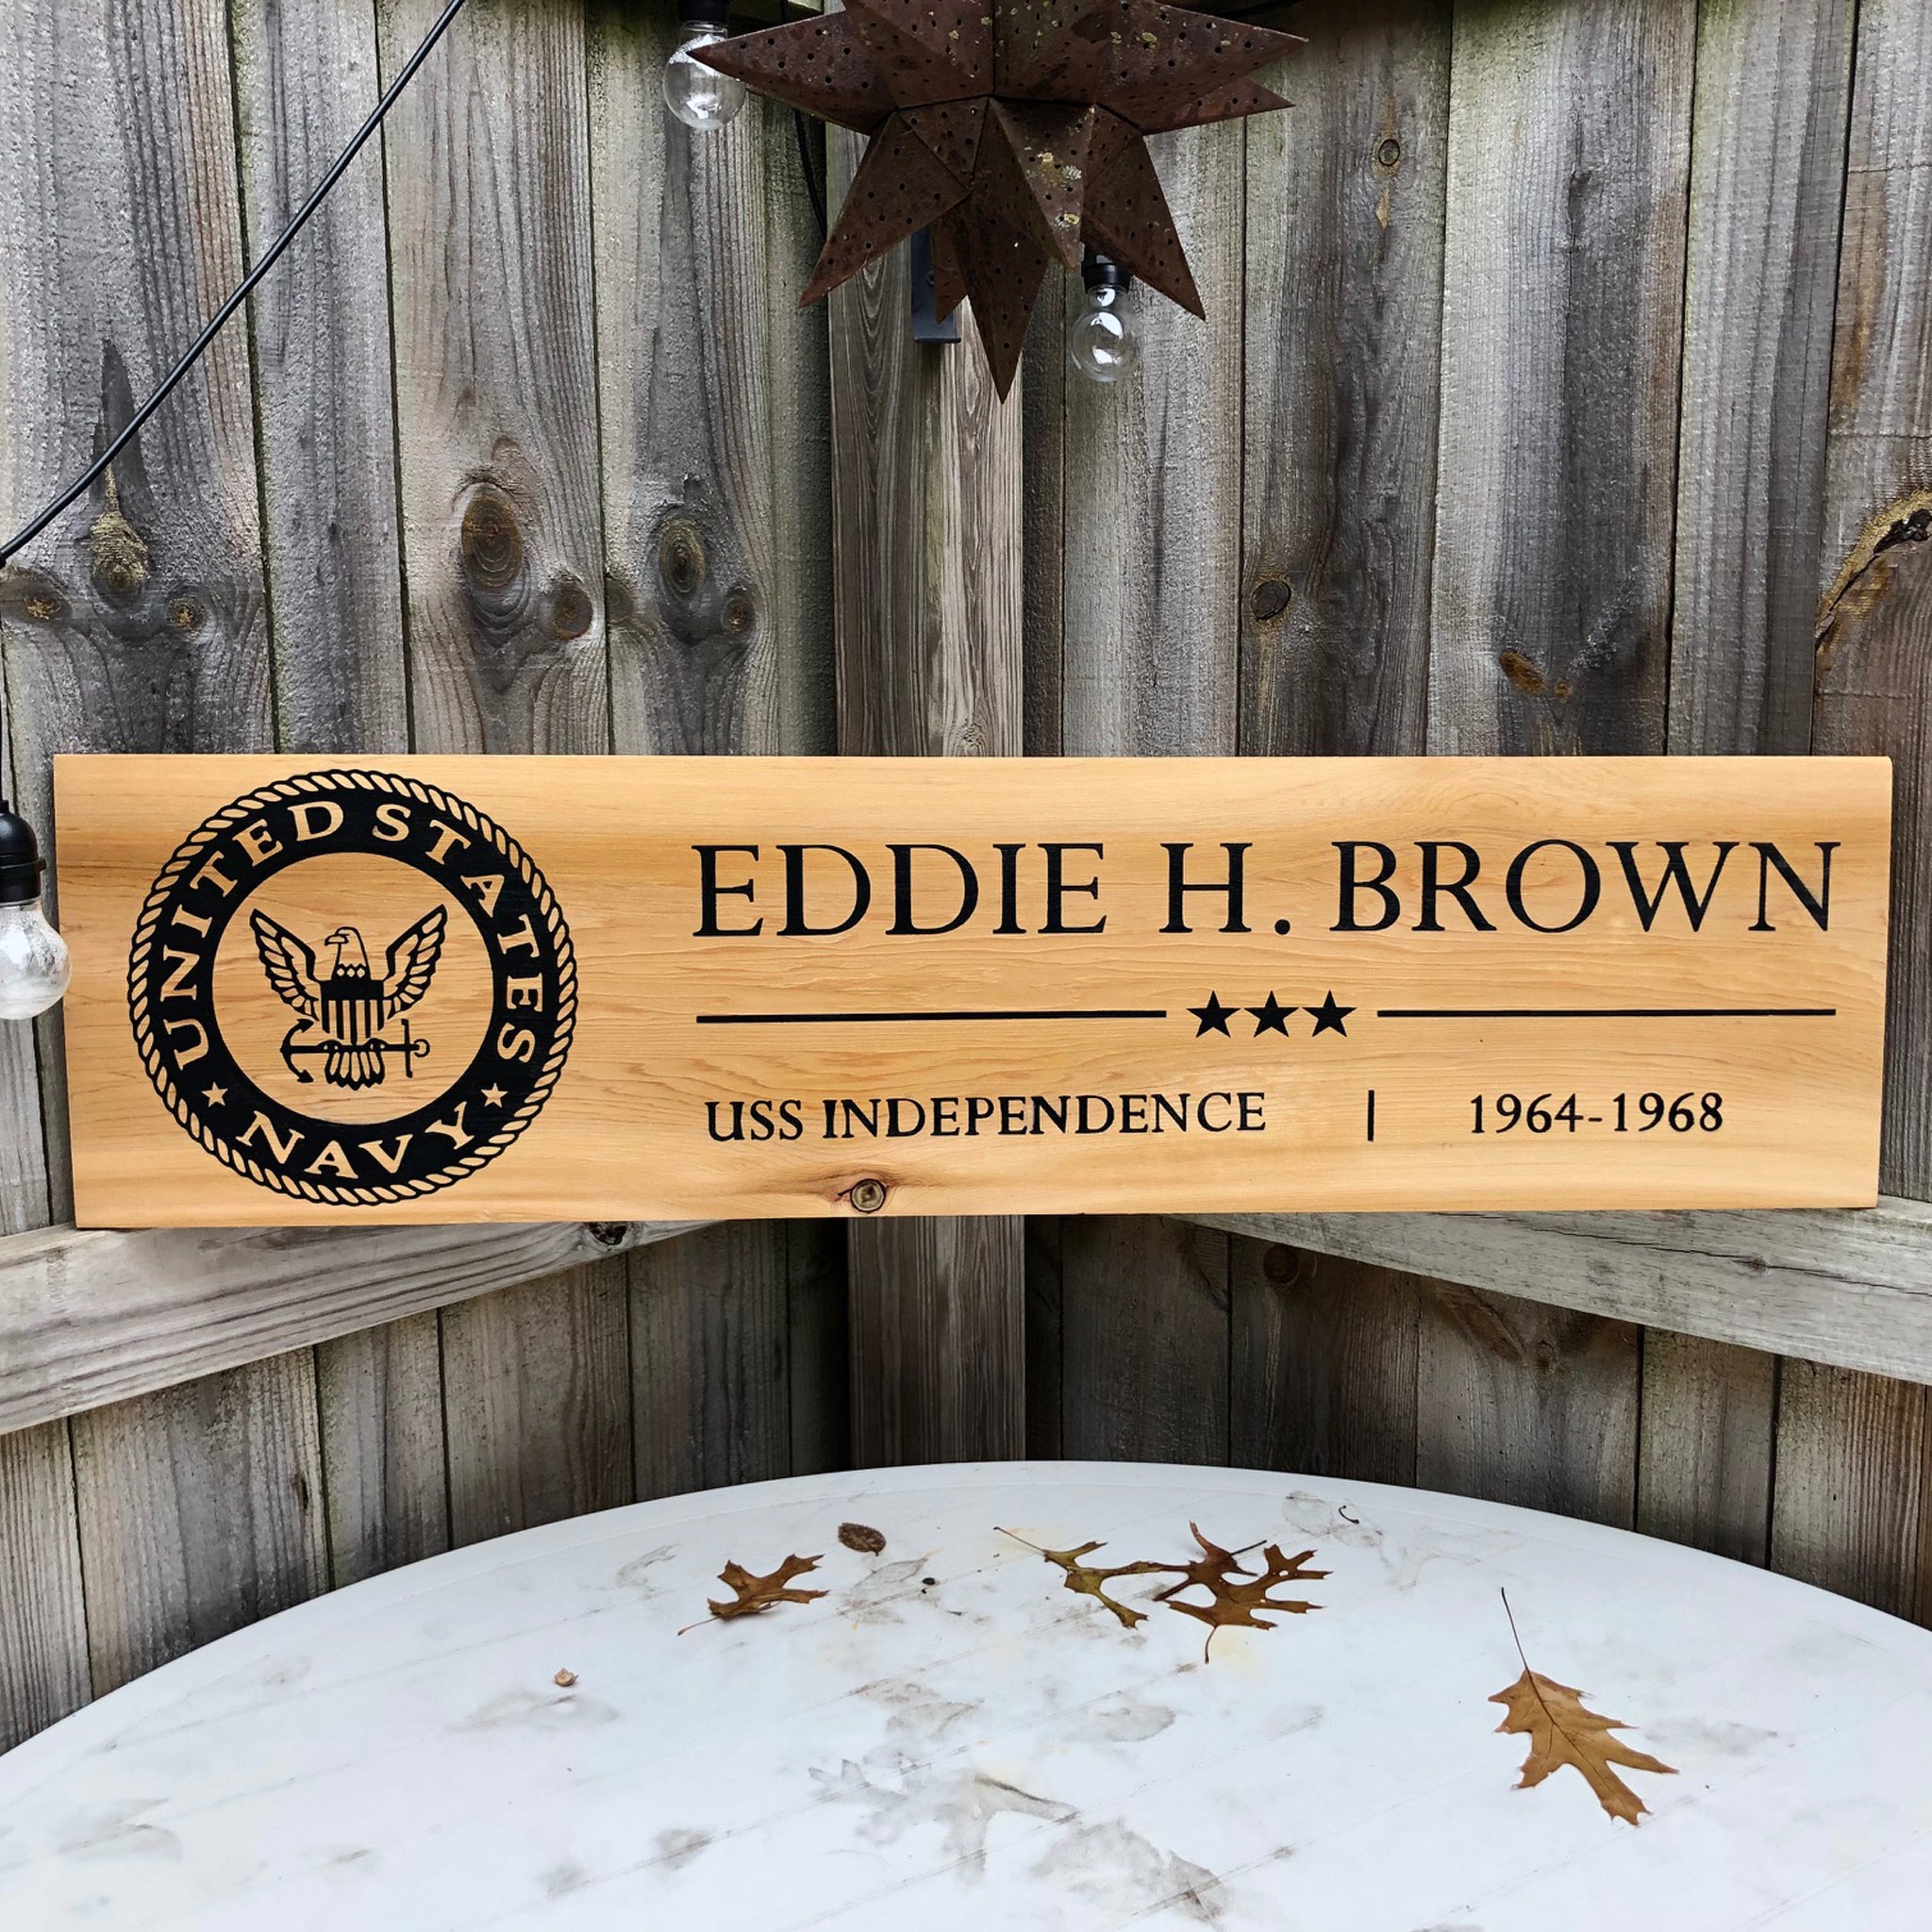 UNITED STATES
NAVY
EDDIE H. BROWN
USS INDEPENDENCE | 1964-1968